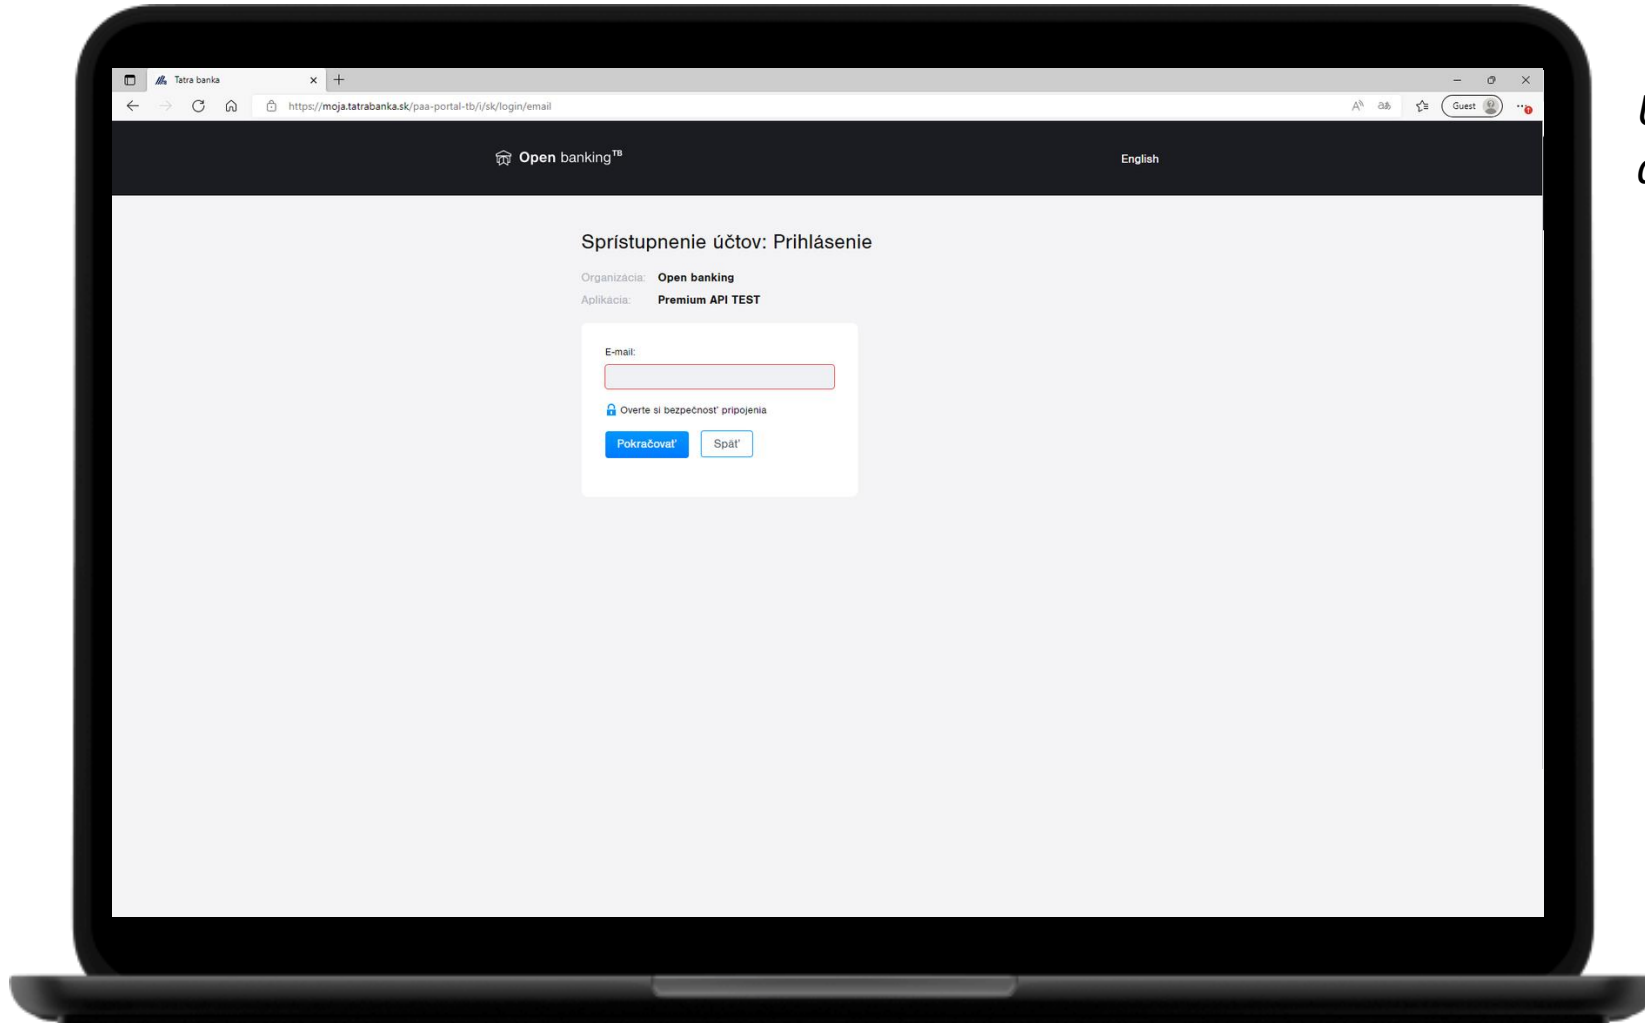 Tatra banka
https://moja.tatrabanka.sk/paa-portal-tb/i/sk/login/email
Guest
Open banking TB
English
Sprístupnenie účtov: Prihlásenie
Organizácia: Open banking
Aplikácia: Premium API TEST
E-mail:
Overte si bezpečnosť pripojenia
Pokračovať Späť